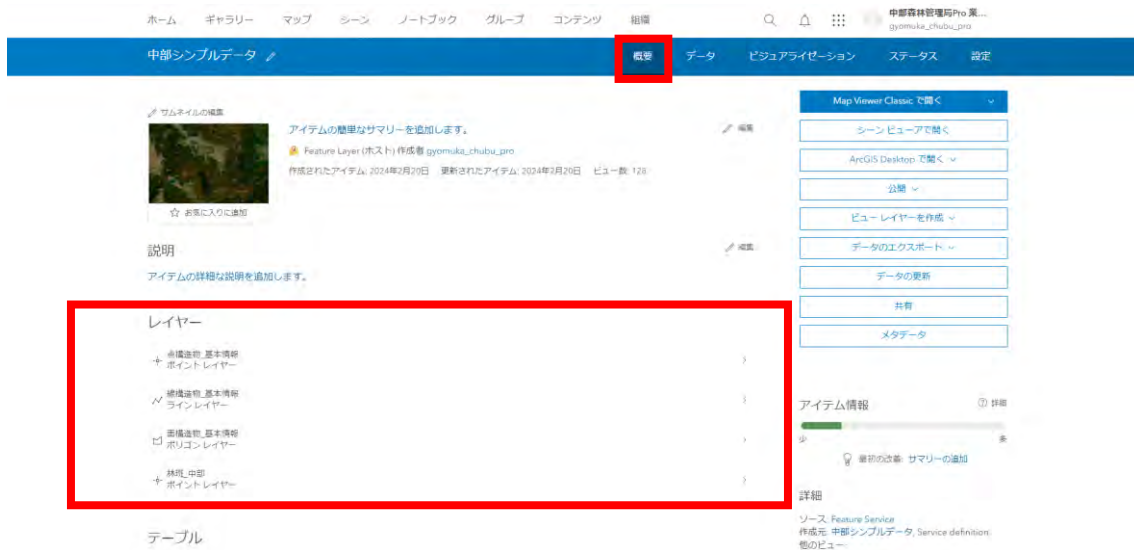 ホーム ギャラリー マップ シーン ノートブック グループ コンテンツ 組織
中部森林管理局Pro 業...
gyomuka_chubu_pro
中部シンプルデータ
概要 データ ビジュアライゼーション ステータス 設定
サムネイルの編集
アイテムの簡単なサマリーを追加します。
編集
Feature Layer (ホスト) 作成者 gyomuka_chubu_pro
作成されたアイテム: 2024年2月20日 更新されたアイテム: 2024年2月20日 ビュー数: 128
お気に入りに追加
説明
編集
アイテムの詳細な説明を追加します。
レイヤー
点構造物_基本情報
ポイント レイヤー
線構造物_基本情報
ライン レイヤー
面構造物_基本情報
ポリゴン レイヤー
林班_中部
ポイント レイヤー
テーブル
Map Viewer Classic で開く
シーン ビューアで開く
ArcGIS Desktop で開く
公開
ビュー レイヤーを作成
データのエクスポート
データの更新
共有
メタデータ
アイテム情報
詳細
少
多
最初の改善: サマリーの追加
詳細
ソース: Feature Service
作成元: 中部シンプルデータ, Service definition
他のビュー